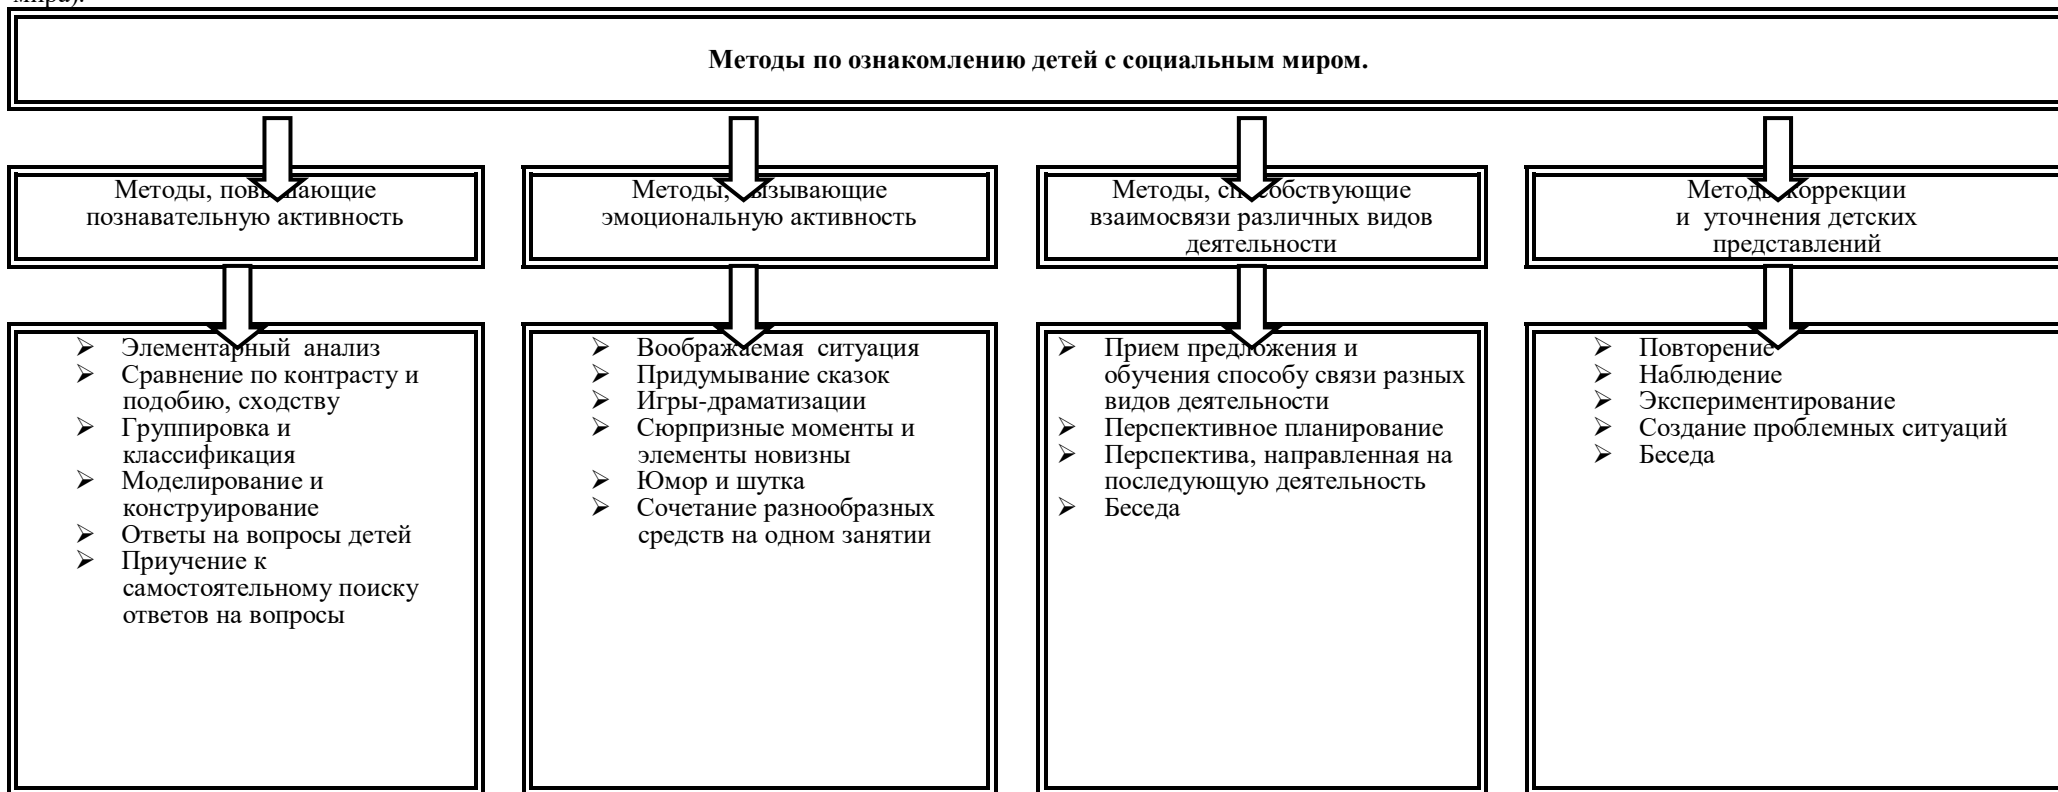 мира).
Методы по ознакомлению детей с социальным миром.
Методы, повышающие
познавательную активность
Методы, вызывающие
эмоциональную активность
Методы, способствующие
взаимосвязи различных видов
деятельности
Методы коррекции
и уточнения детских
представлений
➢ Элементарный анализ
➢ Сравнение по контрасту и
подобию, сходству
➢ Группировка и
классификация
➢ Моделирование и
конструирование
➢ Ответы на вопросы детей
➢ Приучение к
самостоятельному поиску
ответов на вопросы
➢ Воображаемая ситуация
➢ Придумывание сказок
➢ Игры-драматизации
➢ Сюрпризные моменты и
элементы новизны
➢ Юмор и шутка
➢ Сочетание разнообразных
средств на одном занятии
➢ Прием предложения и
обучения способу связи разных
видов деятельности
➢ Перспективное планирование
➢ Перспектива, направленная на
последующую деятельность
➢ Беседа
➢ Повторение
➢ Наблюдение
➢ Экспериментирование
➢ Создание проблемных ситуаций
➢ Беседа